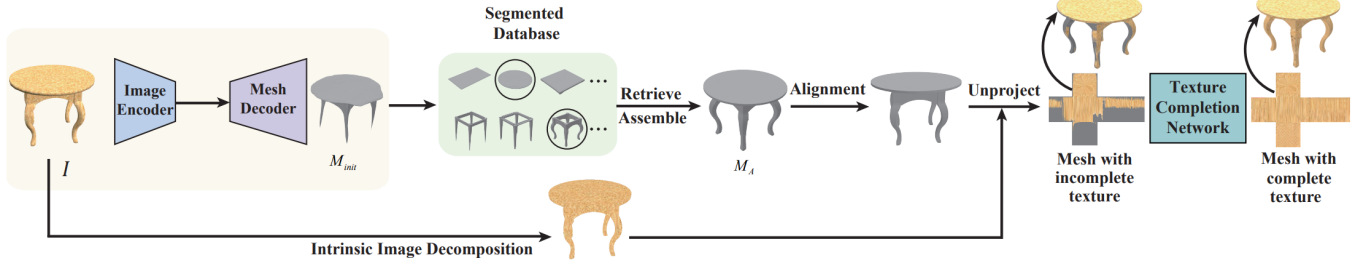 Segmented
Database
Image
Encoder
Mesh
Decoder
I
M_init
Retrieve
Assemble
M_A
Alignment
Unproject
Texture
Completion
Network
Mesh with
incomplete
texture
Mesh with
complete
texture
Intrinsic Image Decomposition